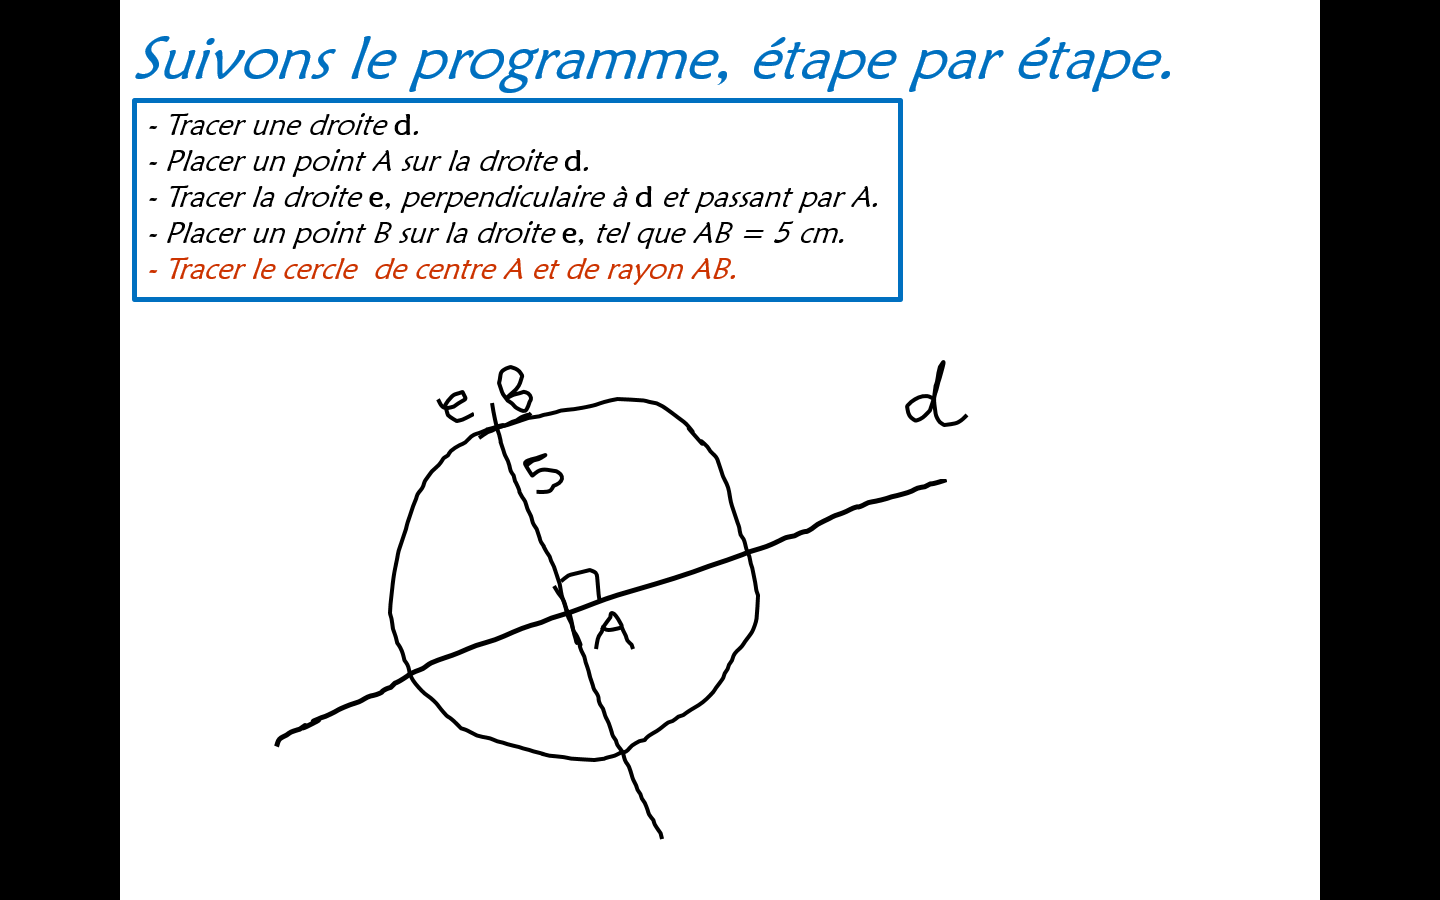 Suivons le programme, étape par étape.
- Tracer une droite d.
- Placer un point A sur la droite d.
- Tracer la droite e, perpendiculaire à d et passant par A.
- Placer un point B sur la droite e, tel que AB = 5 cm.
- Tracer le cercle  de centre A et de rayon AB.
e B
d
5
A